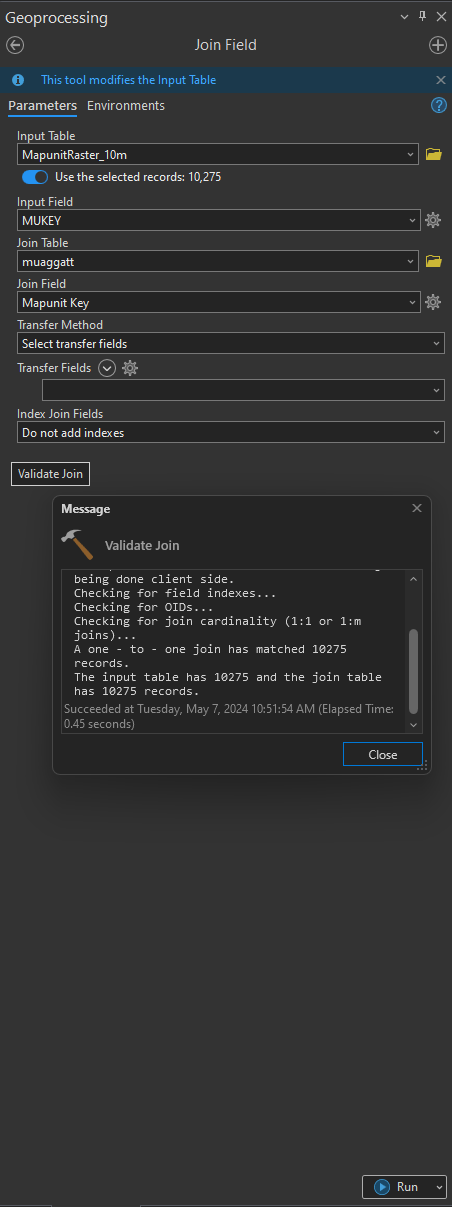 Geoprocessing
Join Field
This tool modifies the Input Table
Parameters Environments
Input Table
MapunitRaster_10m
Use the selected records: 10,275
Input Field
MUKEY
Join Table
muaggatt
Join Field
Mapunit Key
Transfer Method
Select transfer fields
Transfer Fields
Index Join Fields
Do not add indexes
Validate Join
Message
Validate Join
being done client side.
Checking for field indexes...
Checking for OIDs...
Checking for join cardinality (1:1 or 1:m
joins)...
A one - to - one join has matched 10275
records.
The input table has 10275 and the join table
has 10275 records.
Succeeded at Tuesday, May 7, 2024 10:51:54 AM (Elapsed Time:
0.45 seconds)
Close
Run